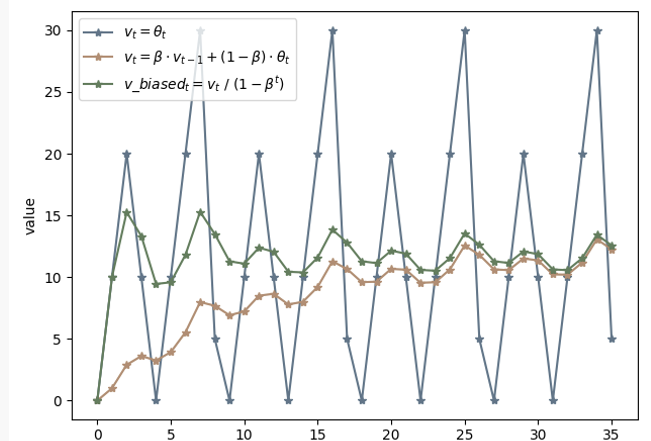 v_t = θ_t
v_t = β · v_{t−1} + (1 − β) · θ_t
v_biased_t = v_t / (1 − β^t)
value
30
25
20
15
10
5
0
0 5 10 15 20 25 30 35